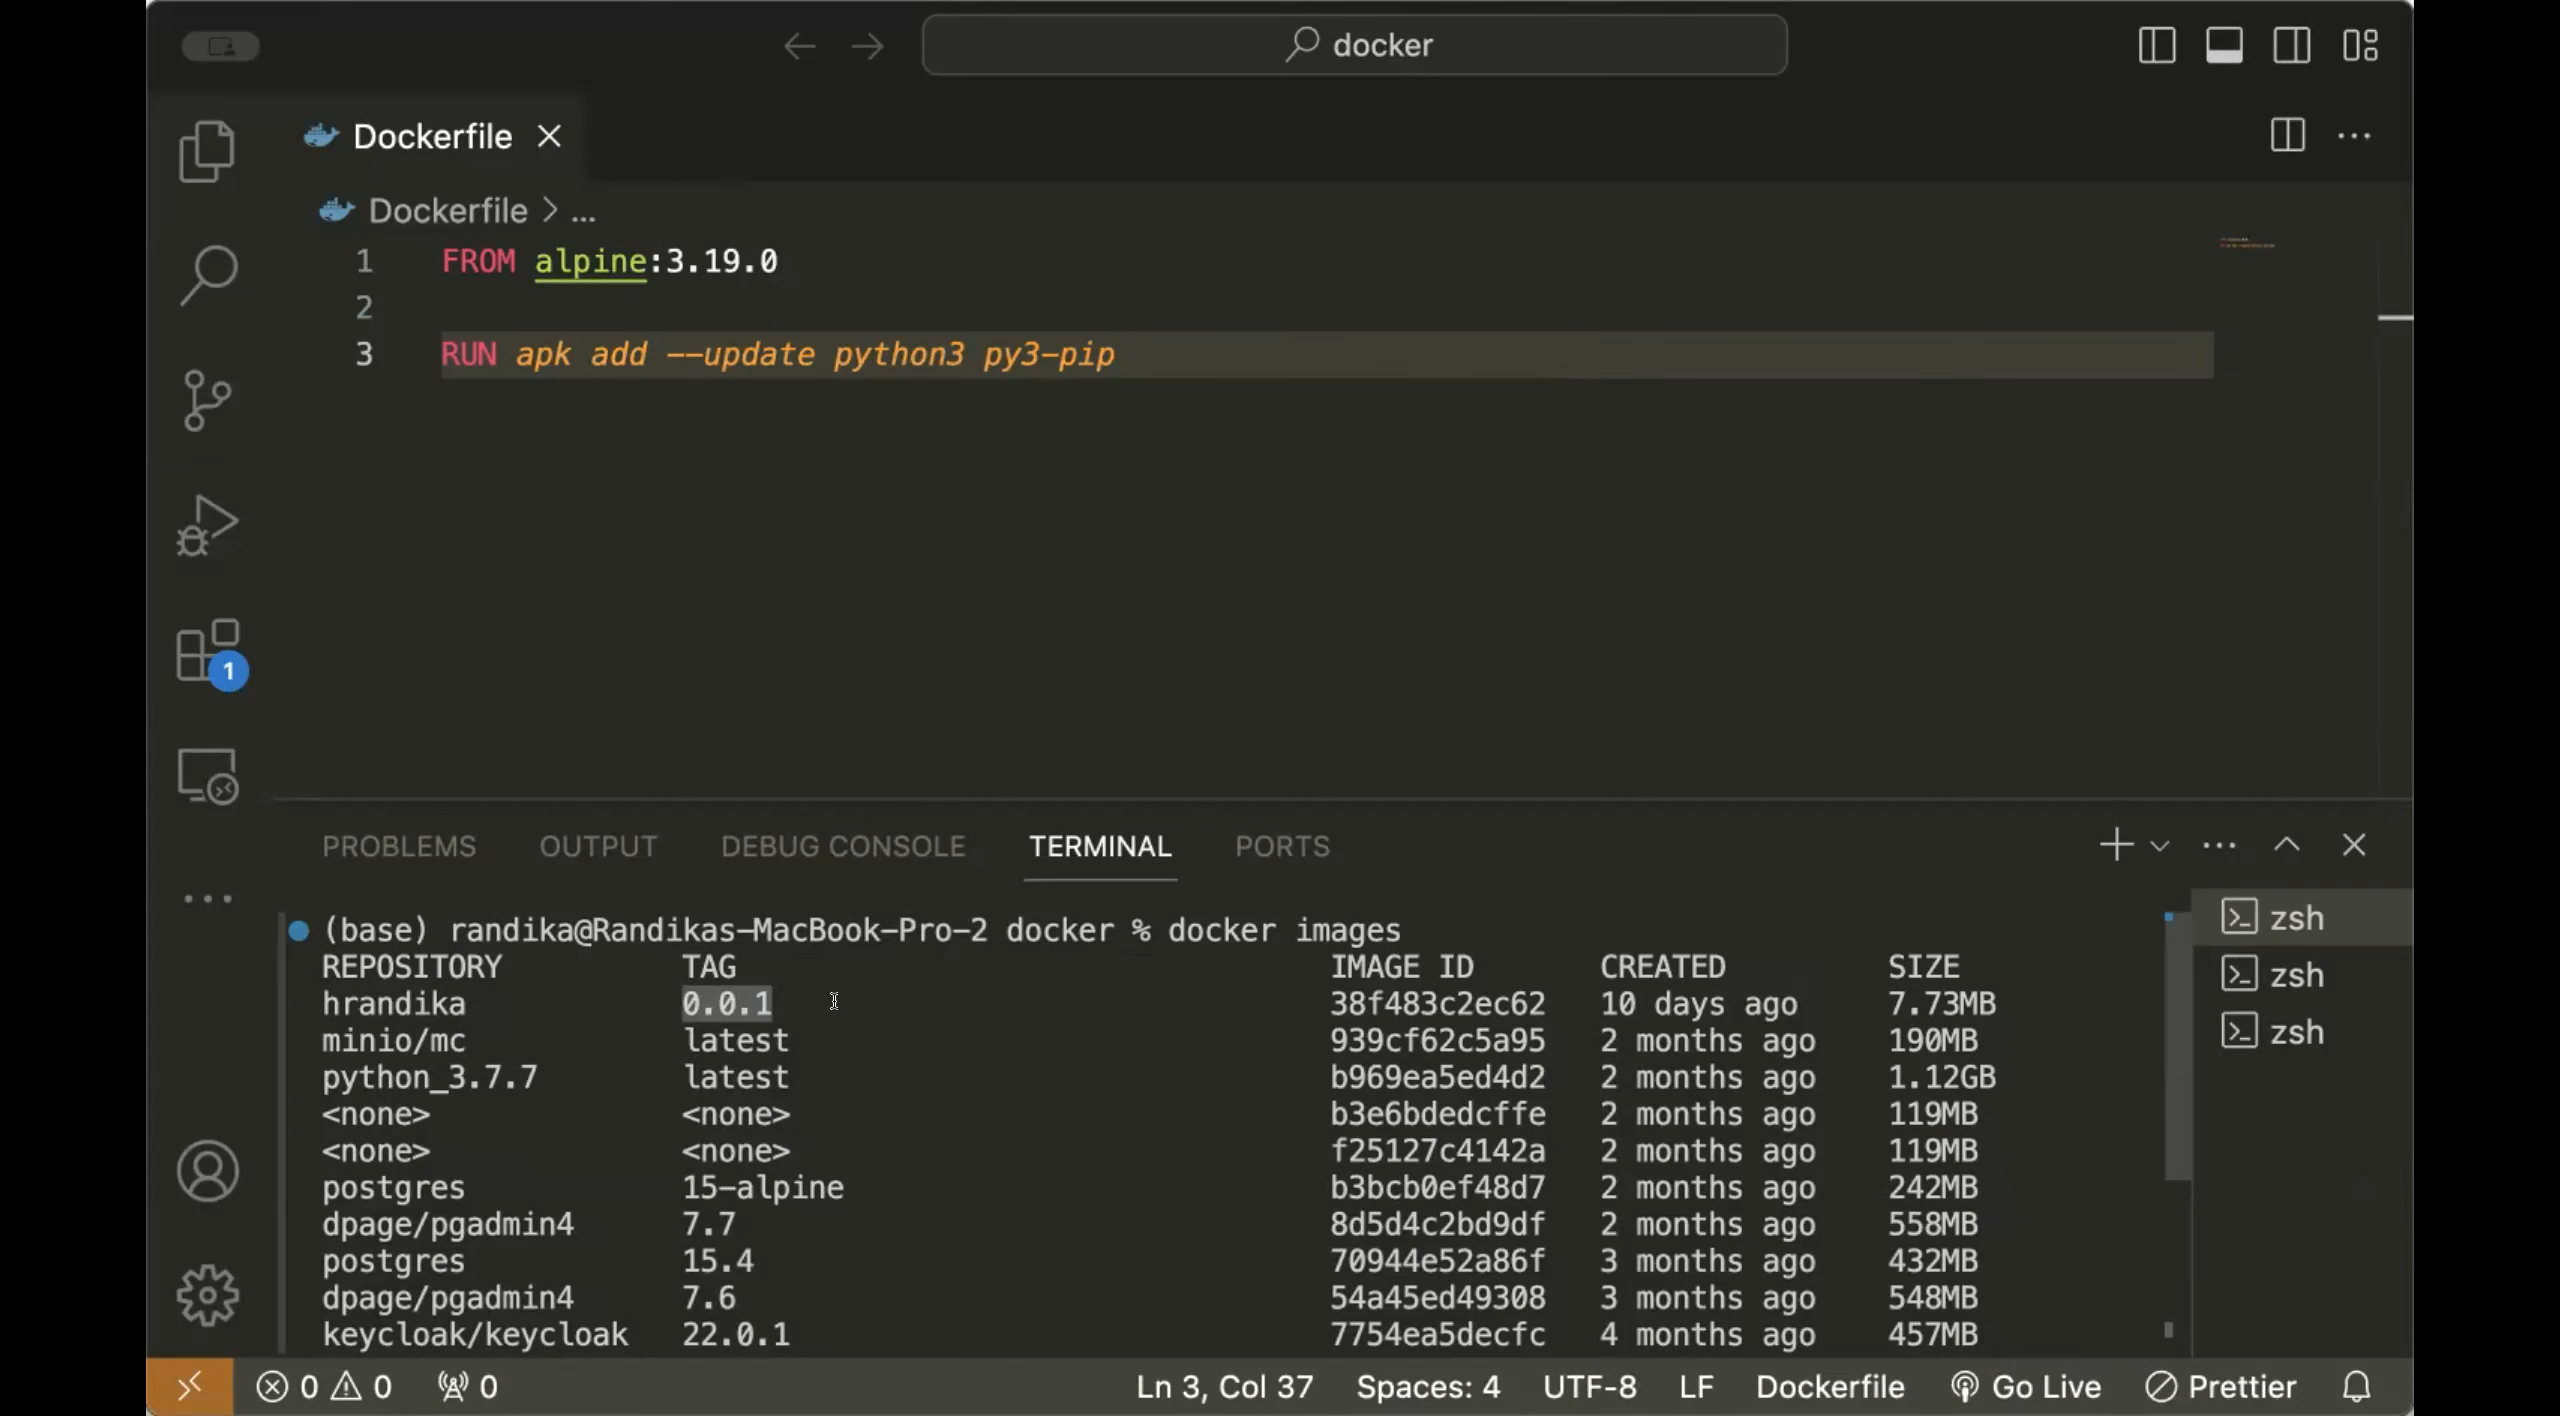 docker
Dockerfile
Dockerfile > ...
1 FROM alpine:3.19.0
2
3 RUN apk add --update python3 py3-pip
1
PROBLEMS OUTPUT DEBUG CONSOLE TERMINAL PORTS
(base) randika@Randikas-MacBook-Pro-2 docker % docker images
REPOSITORY TAG IMAGE ID CREATED SIZE
hrandika 0.0.1 38f483c2ec62 10 days ago 7.73MB
minio/mc latest 939cf62c5a95 2 months ago 190MB
python_3.7.7 latest b969ea5ed4d2 2 months ago 1.12GB
<none> <none> b3e6bdedcffe 2 months ago 119MB
<none> <none> f25127c4142a 2 months ago 119MB
postgres 15-alpine b3bcb0ef48d7 2 months ago 242MB
dpage/pgadmin4 7.7 8d5d4c2bd9df 2 months ago 558MB
postgres 15.4 70944e52a86f 3 months ago 432MB
dpage/pgadmin4 7.6 54a45ed49308 3 months ago 548MB
keycloak/keycloak 22.0.1 7754ea5decfc 4 months ago 457MB
zsh
zsh
zsh
0 0 0 Ln 3, Col 37 Spaces: 4 UTF-8 LF Dockerfile Go Live Prettier